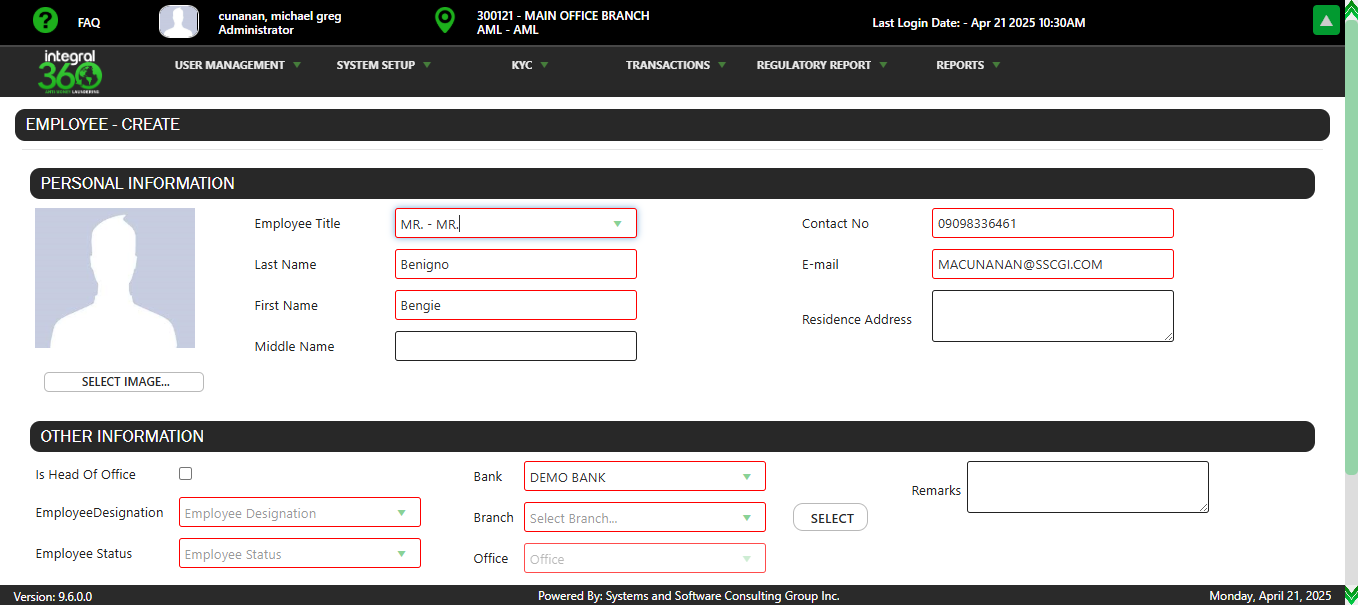 FAQ
cunanan, michael greg
Administrator
300121 - MAIN OFFICE BRANCH
AML - AML
Last Login Date: - Apr 21 2025 10:30AM
integral
360
USER MANAGEMENT
SYSTEM SETUP
KYC
TRANSACTIONS
REGULATORY REPORT
REPORTS
EMPLOYEE - CREATE
PERSONAL INFORMATION
Employee Title
MR. - MR.
Contact No
09098336461
Last Name
Benigno
E-mail
MACUNANAN@SSCGI.COM
First Name
Bengie
Residence Address
Middle Name
SELECT IMAGE...
OTHER INFORMATION
Is Head Of Office
Bank
DEMO BANK
Remarks
EmployeeDesignation
Employee Designation
Branch
Select Branch...
SELECT
Employee Status
Employee Status
Office
Office
Version: 9.6.0.0
Powered By: Systems and Software Consulting Group Inc.
Monday, April 21, 2025